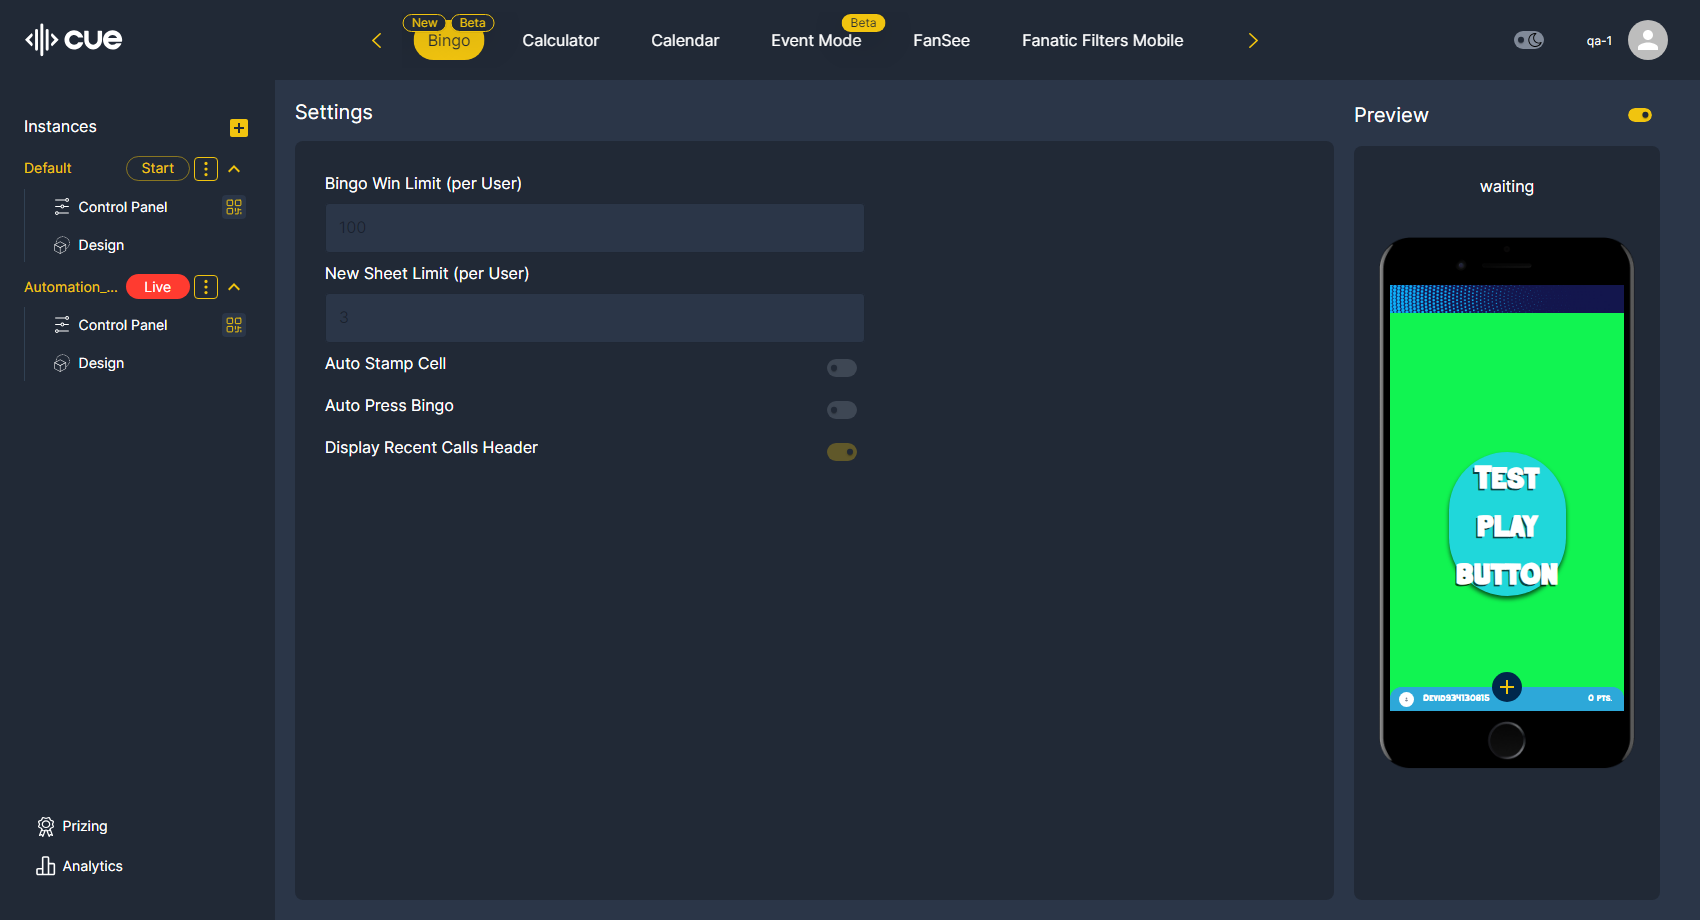 cue
New
Beta
Bingo
Calculator
Calendar
Event Mode
Beta
FanSee
Fanatic Filters Mobile
qa-1
Instances
Default
Start
Control Panel
Design
Automation_...
Live
Control Panel
Design
Prizing
Analytics
Settings
Bingo Win Limit (per User)
100
New Sheet Limit (per User)
3
Auto Stamp Cell
Auto Press Bingo
Display Recent Calls Header
Preview
waiting
TEST
PLAY
BUTTON
DEVID934130615
0 PTS.